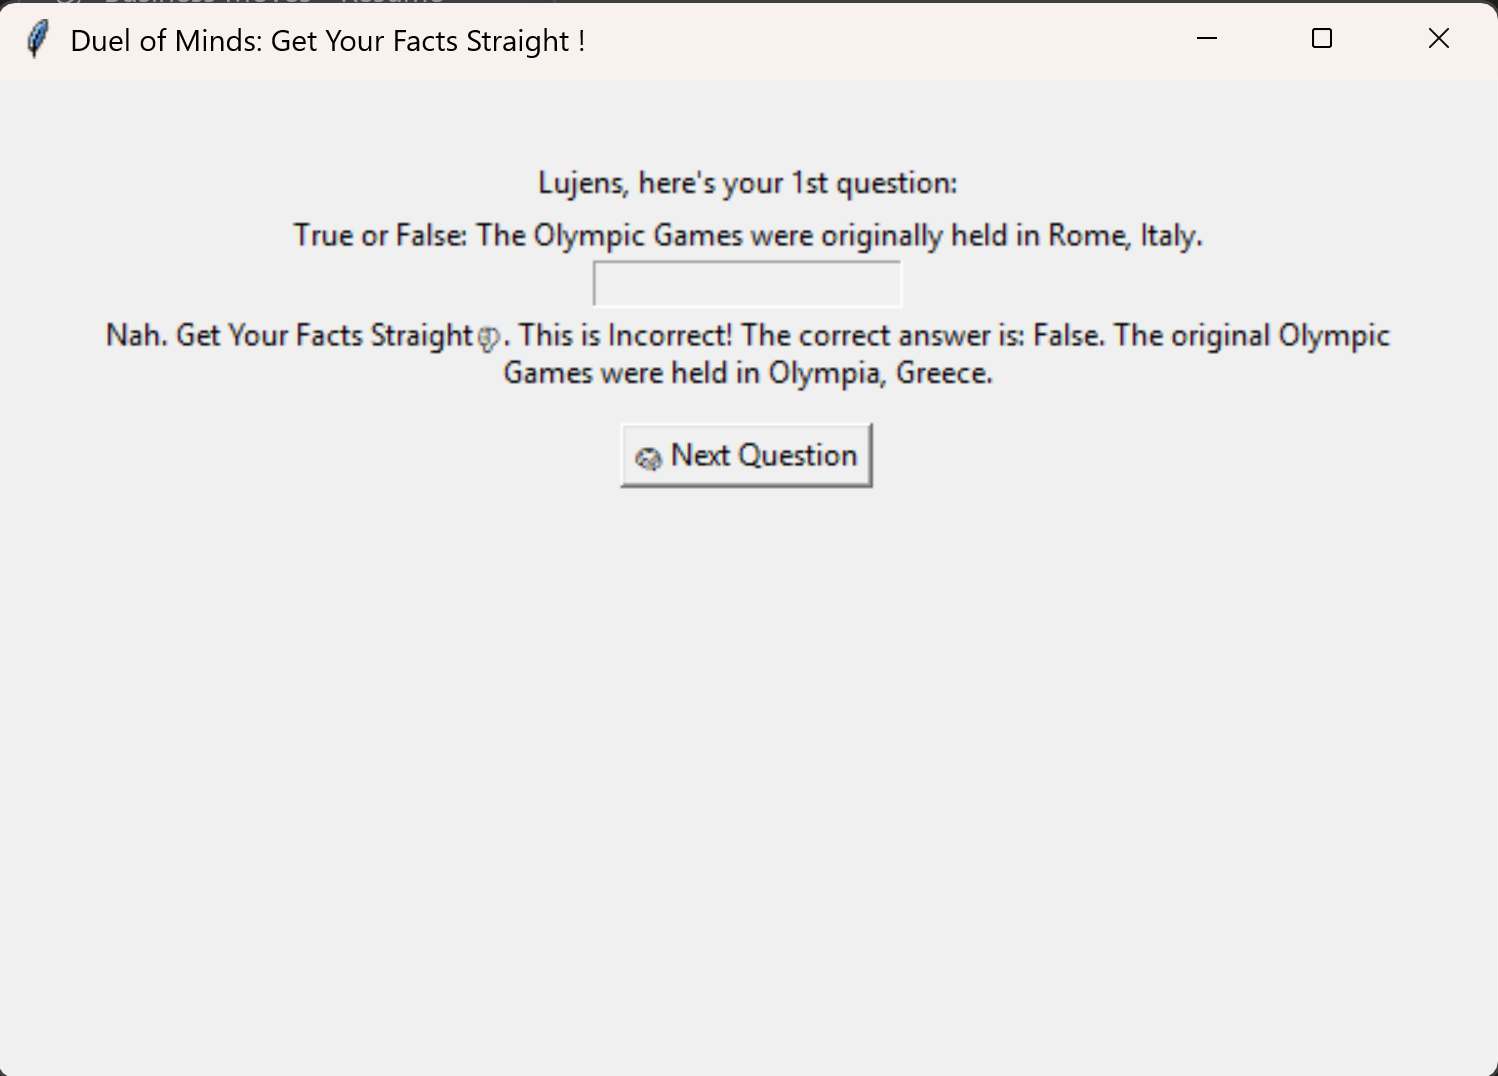 Duel of Minds: Get Your Facts Straight !
Lujens, here's your 1st question:
True or False: The Olympic Games were originally held in Rome, Italy.
Nah. Get Your Facts Straight👎. This is Incorrect! The correct answer is: False. The original Olympic
Games were held in Olympia, Greece.
Next Question